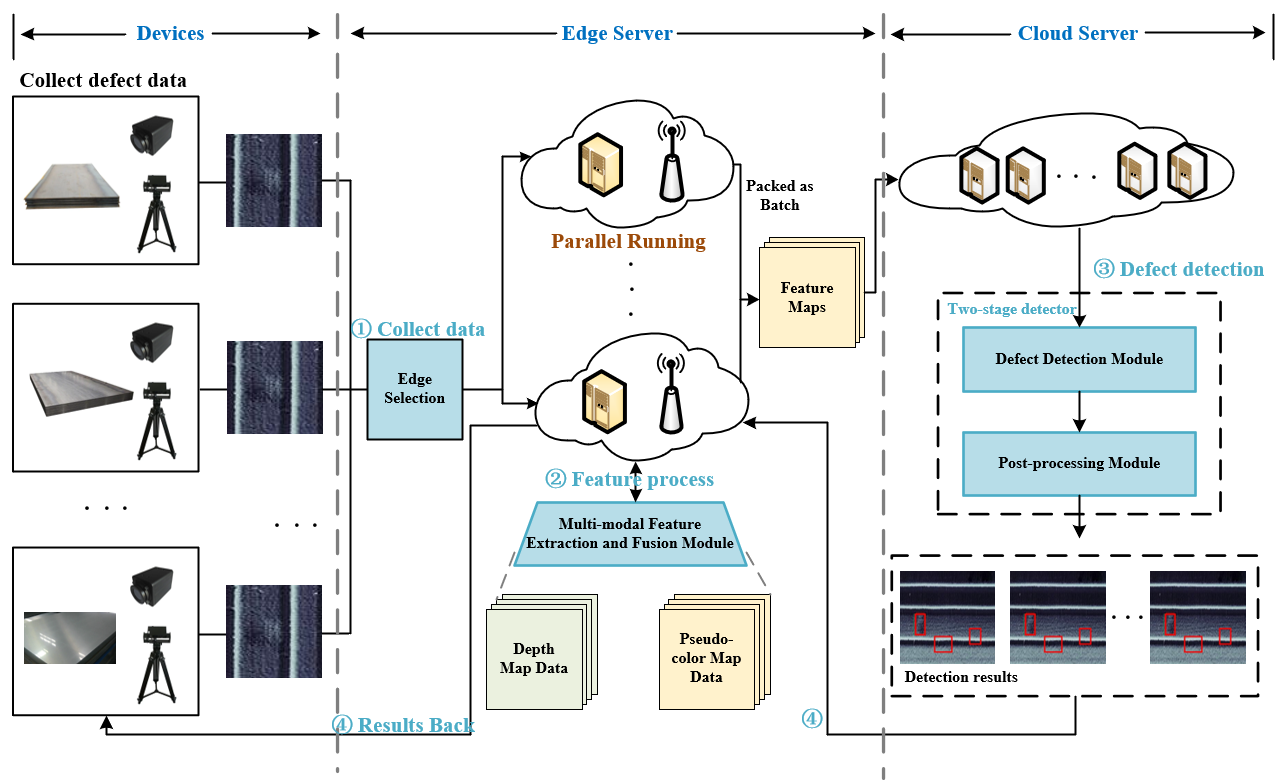 Devices
Edge Server
Cloud Server
Collect defect data
Packed as
Batch
Parallel Running
Feature
Maps
③ Defect detection
Two-stage detector
Defect Detection Module
Post-processing Module
① Collect data
Edge
Selection
② Feature process
Multi-modal Feature
Extraction and Fusion Module
Depth
Map Data
Pseudo-
color Map
Data
Detection results
④ Results Back
④